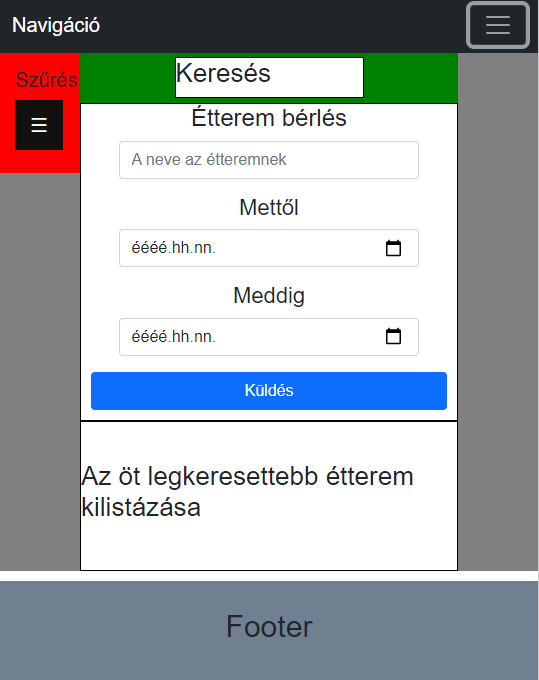 Navigáció
Szűrés
☰
Keresés
Étterem bérlés
A neve az étteremnek
Mettől
éééé.hh.nn.
Meddig
éééé.hh.nn.
Küldés
Az öt legkeresettebb étterem
kilistázása
Footer